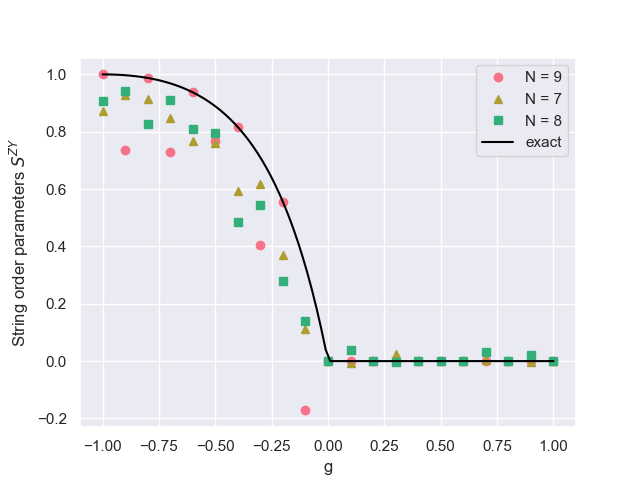 N = 9
N = 7
N = 8
exact
String order parameters S^{ZY}
1.0
0.8
0.6
0.4
0.2
0.0
−0.2
−1.00 −0.75 −0.50 −0.25 0.00 0.25 0.50 0.75 1.00
g